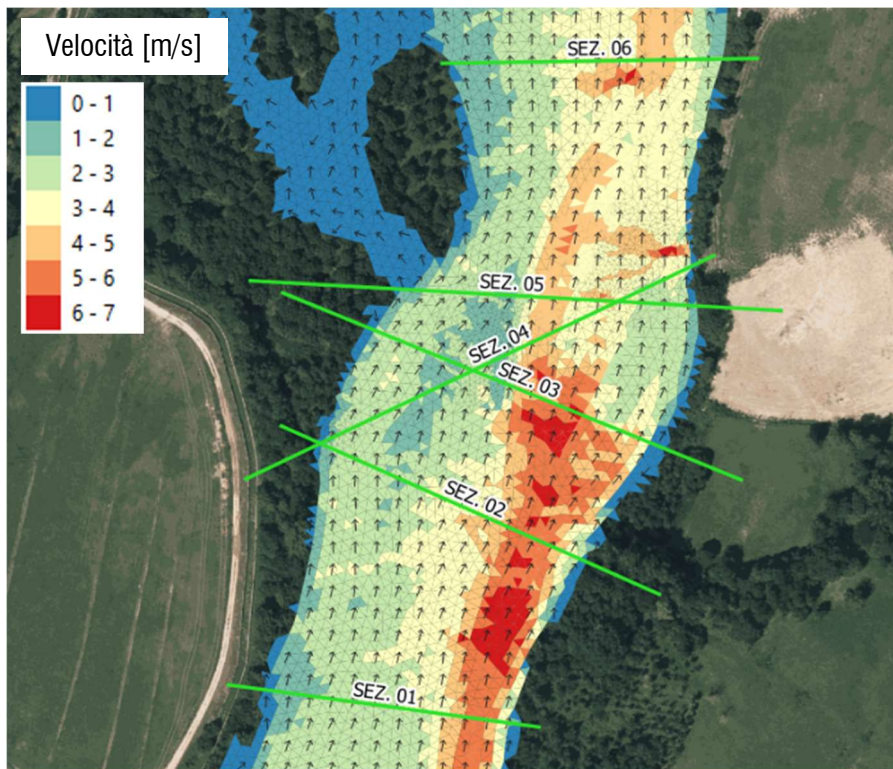 Velocità [m/s]
0 - 1
1 - 2
2 - 3
3 - 4
4 - 5
5 - 6
6 - 7
SEZ. 06
SEZ. 05
SEZ. 04
SEZ. 03
SEZ. 02
SEZ. 01